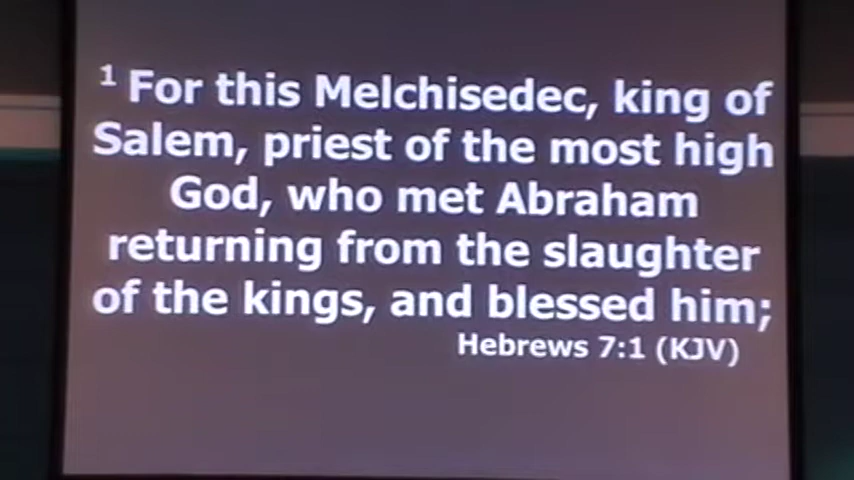 1 For this Melchisedec, king of
Salem, priest of the most high
God, who met Abraham
returning from the slaughter
of the kings, and blessed him;
Hebrews 7:1 (KJV)